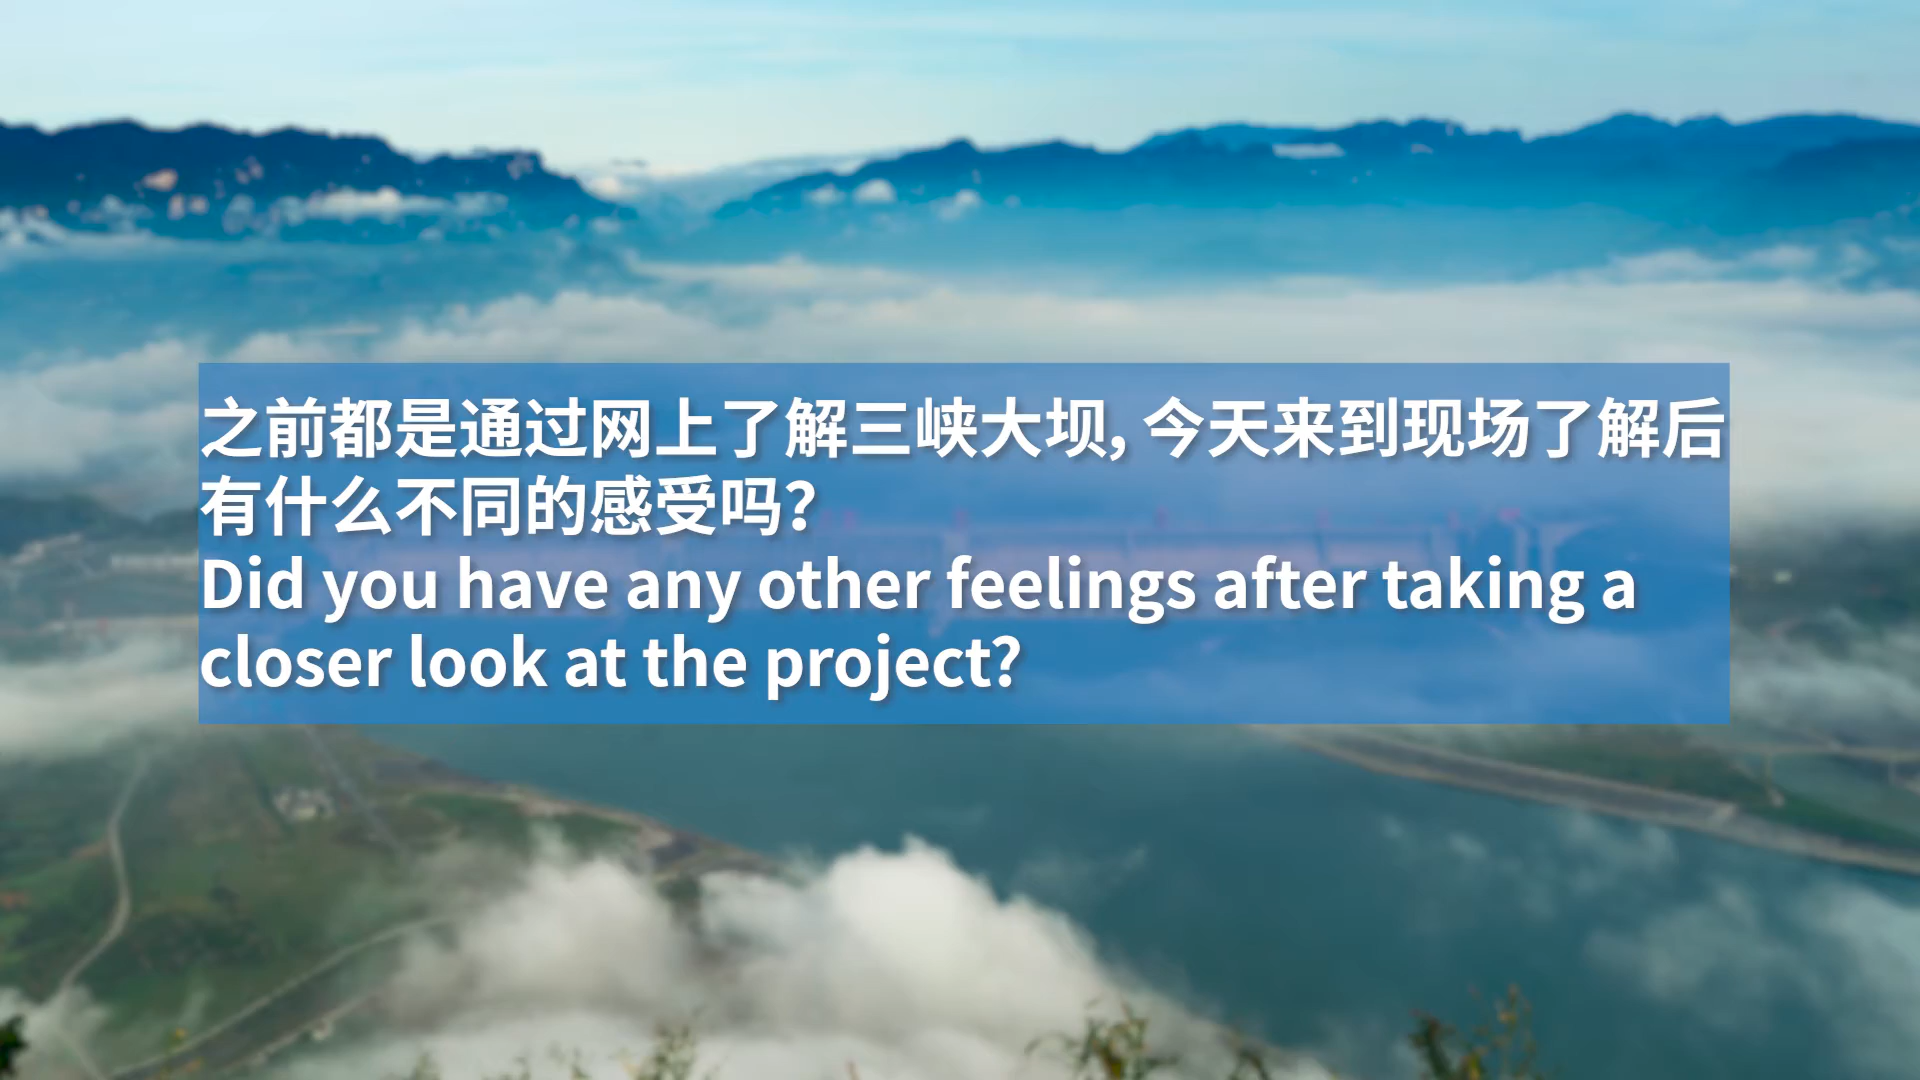 之前都是通过网上了解三峡大坝, 今天来到现场了解后
有什么不同的感受吗?
Did you have any other feelings after taking a
closer look at the project?